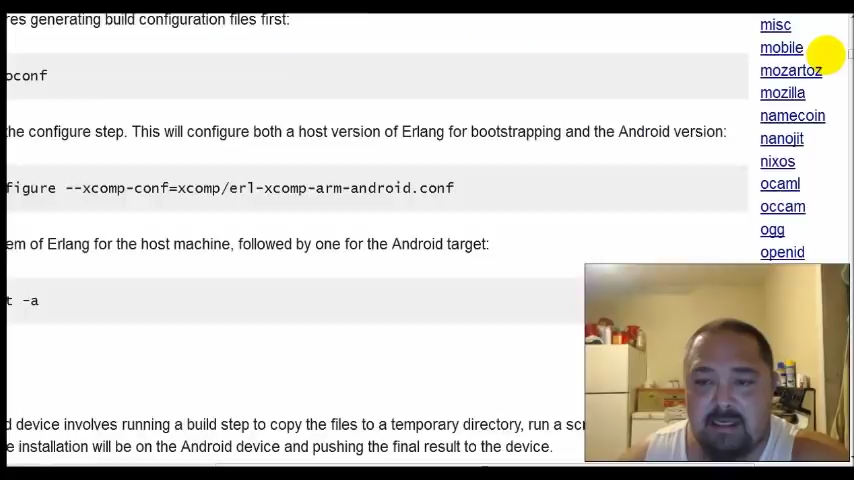 res generating build configuration files first:
oconf
the configure step. This will configure both a host version of Erlang for bootstrapping and the Android version:
figure --xcomp-conf=xcomp/erl-xcomp-arm-android.conf
em of Erlang for the host machine, followed by one for the Android target:
t -a
d device involves running a build step to copy the files to a temporary directory, run a
e installation will be on the Android device and pushing the final result to the device.
misc
mobile
mozartoz
mozilla
namecoin
nanojit
nixos
ocaml
occam
ogg
openid